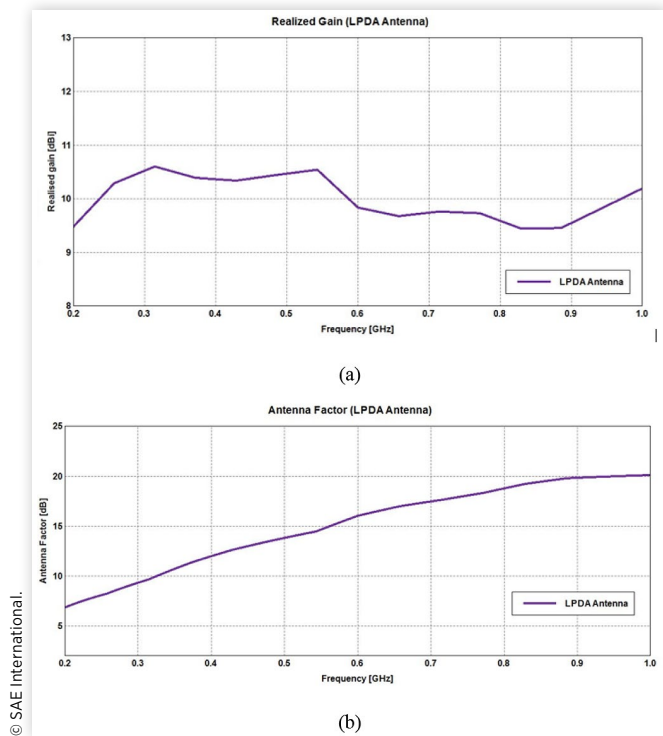 Realized Gain (LPDA Antenna)
13
12
11
10
9
8
Realised gain [dBi]
0.2 0.3 0.4 0.5 0.6 0.7 0.8 0.9 1.0
Frequency [GHz]
LPDA Antenna
(a)
Antenna Factor (LPDA Antenna)
25
20
15
10
5
Antenna Factor [dB]
0.2 0.3 0.4 0.5 0.6 0.7 0.8 0.9 1.0
Frequency [GHz]
LPDA Antenna
(b)
© SAE International.